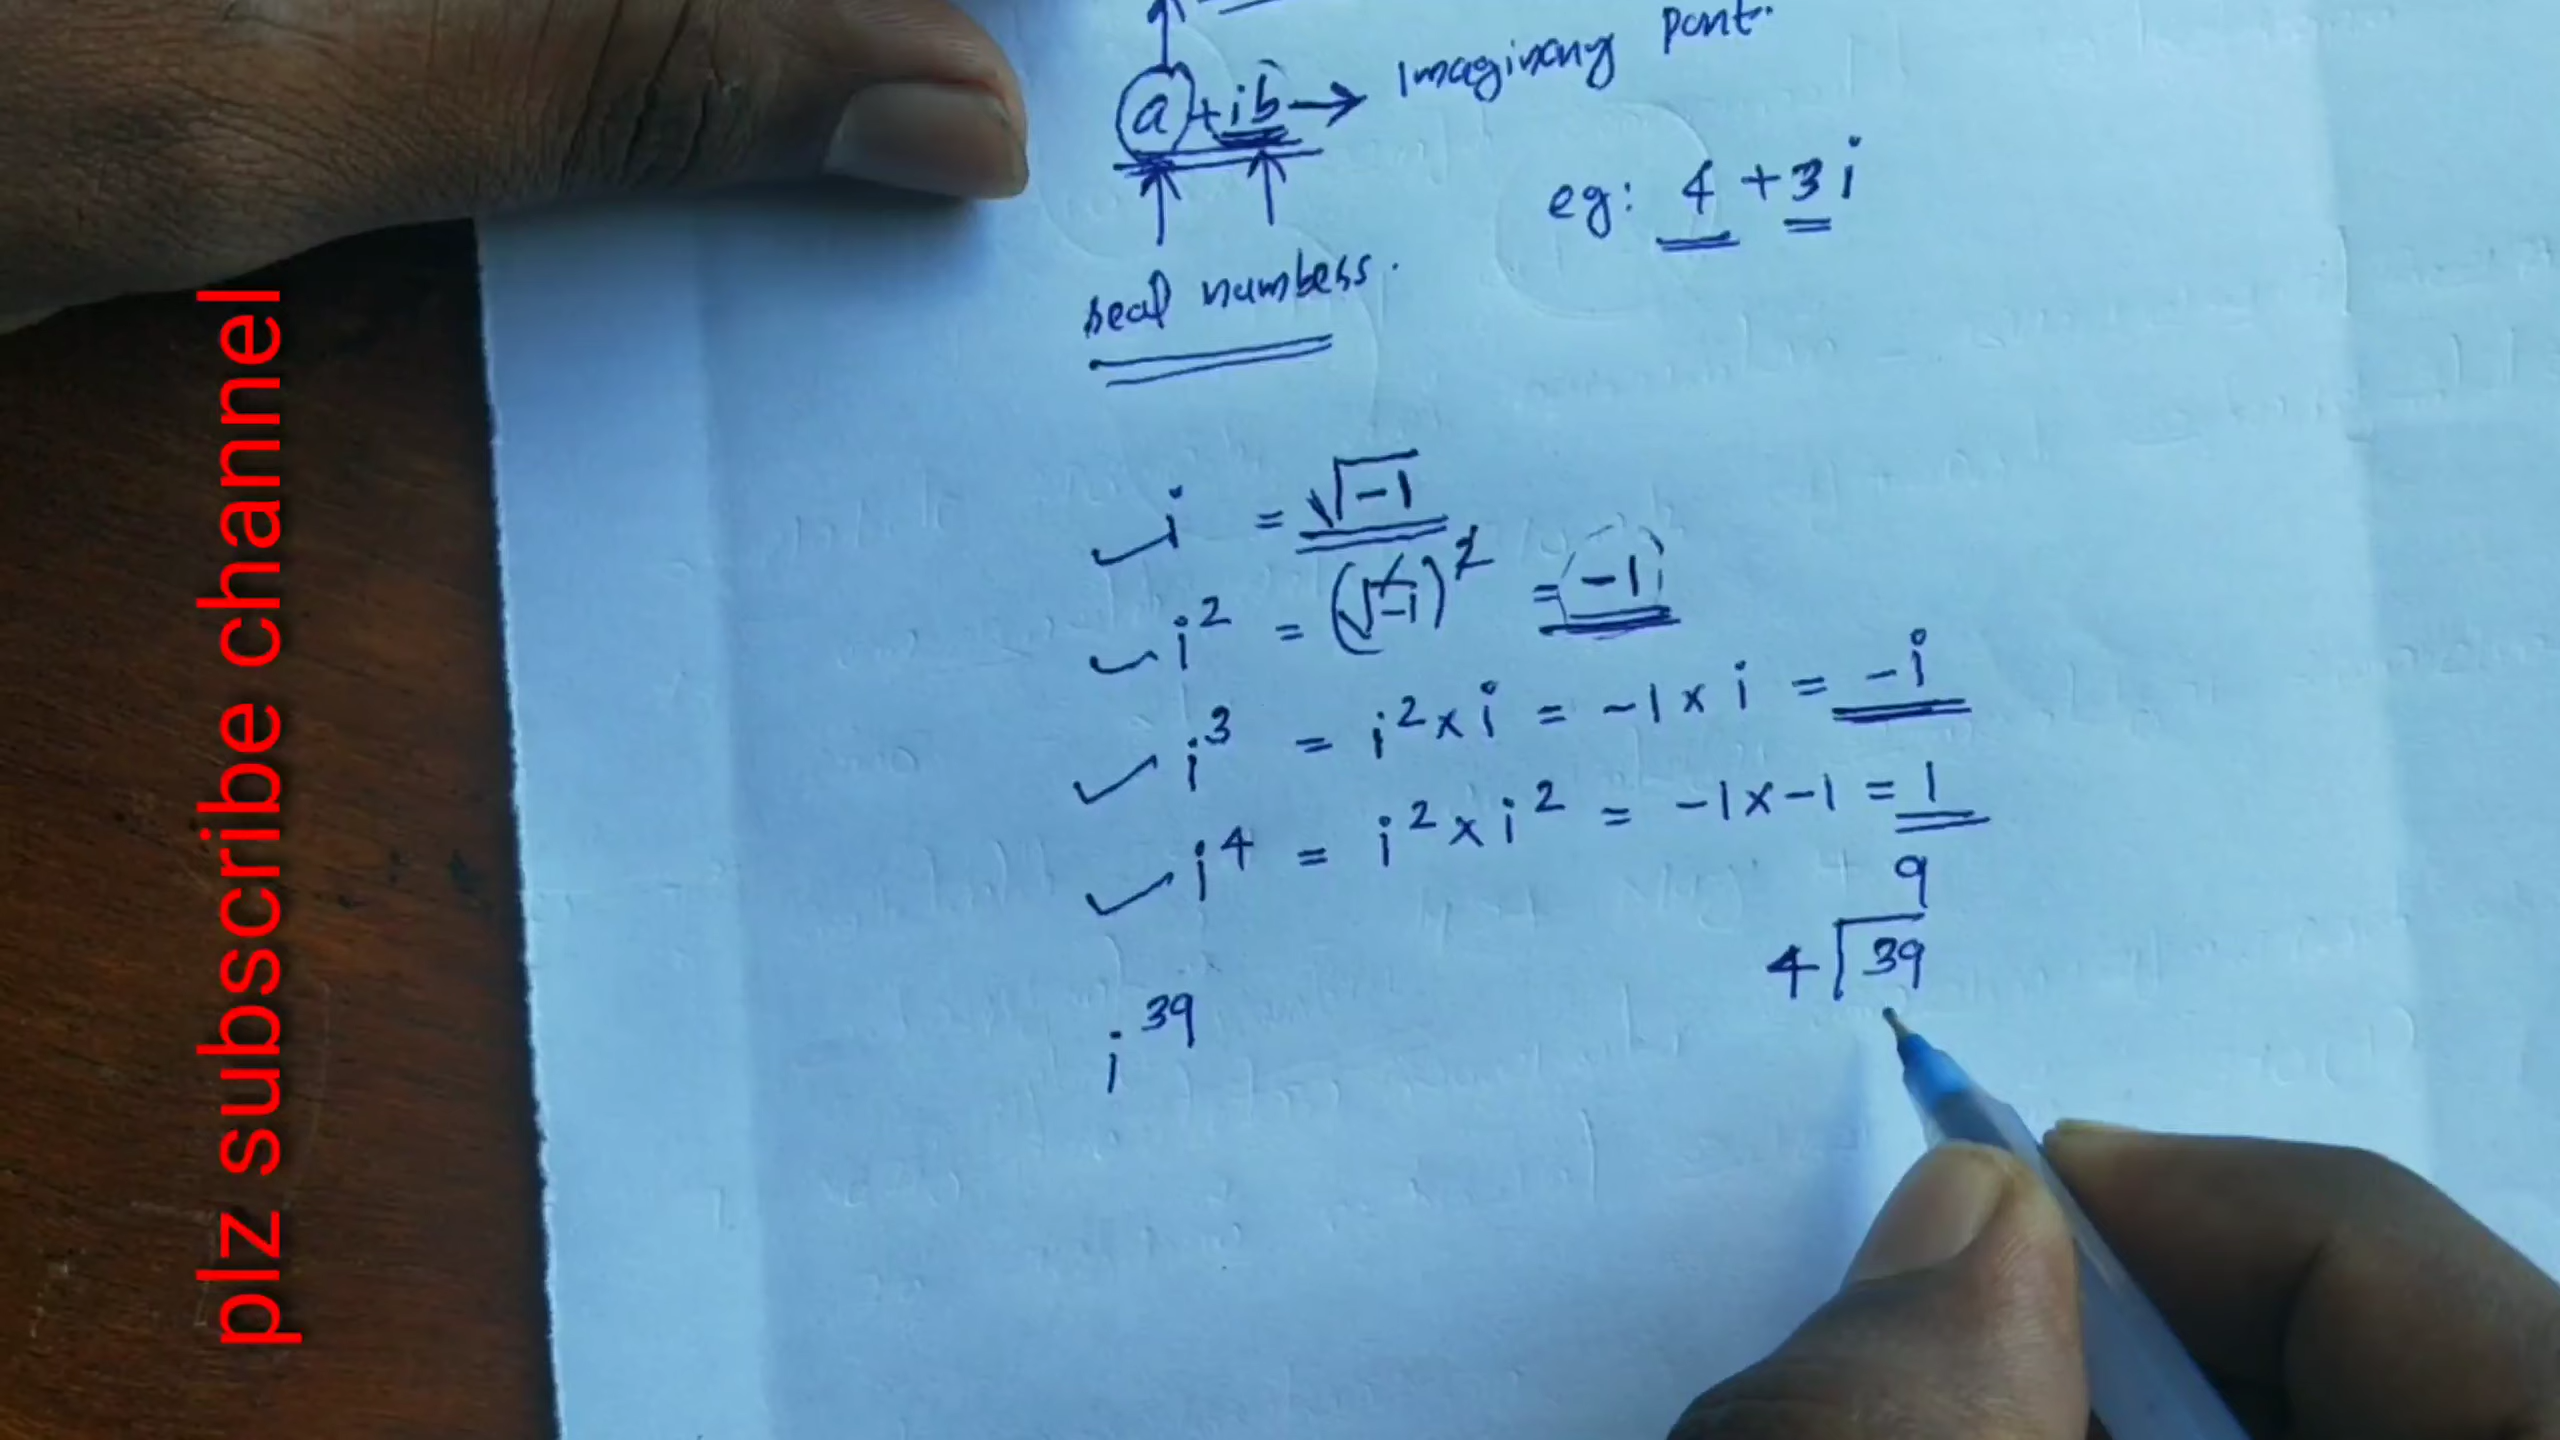 a + ib → Imaginary Part.
eg: 4 + 3i
real numbers.
i = √-1
i² = (√-1)² = -1
i³ = i² x i = -1 x i = -i
i⁴ = i² x i² = -1 x -1 = 1
9
4 39
i³⁹
plz subscribe channel